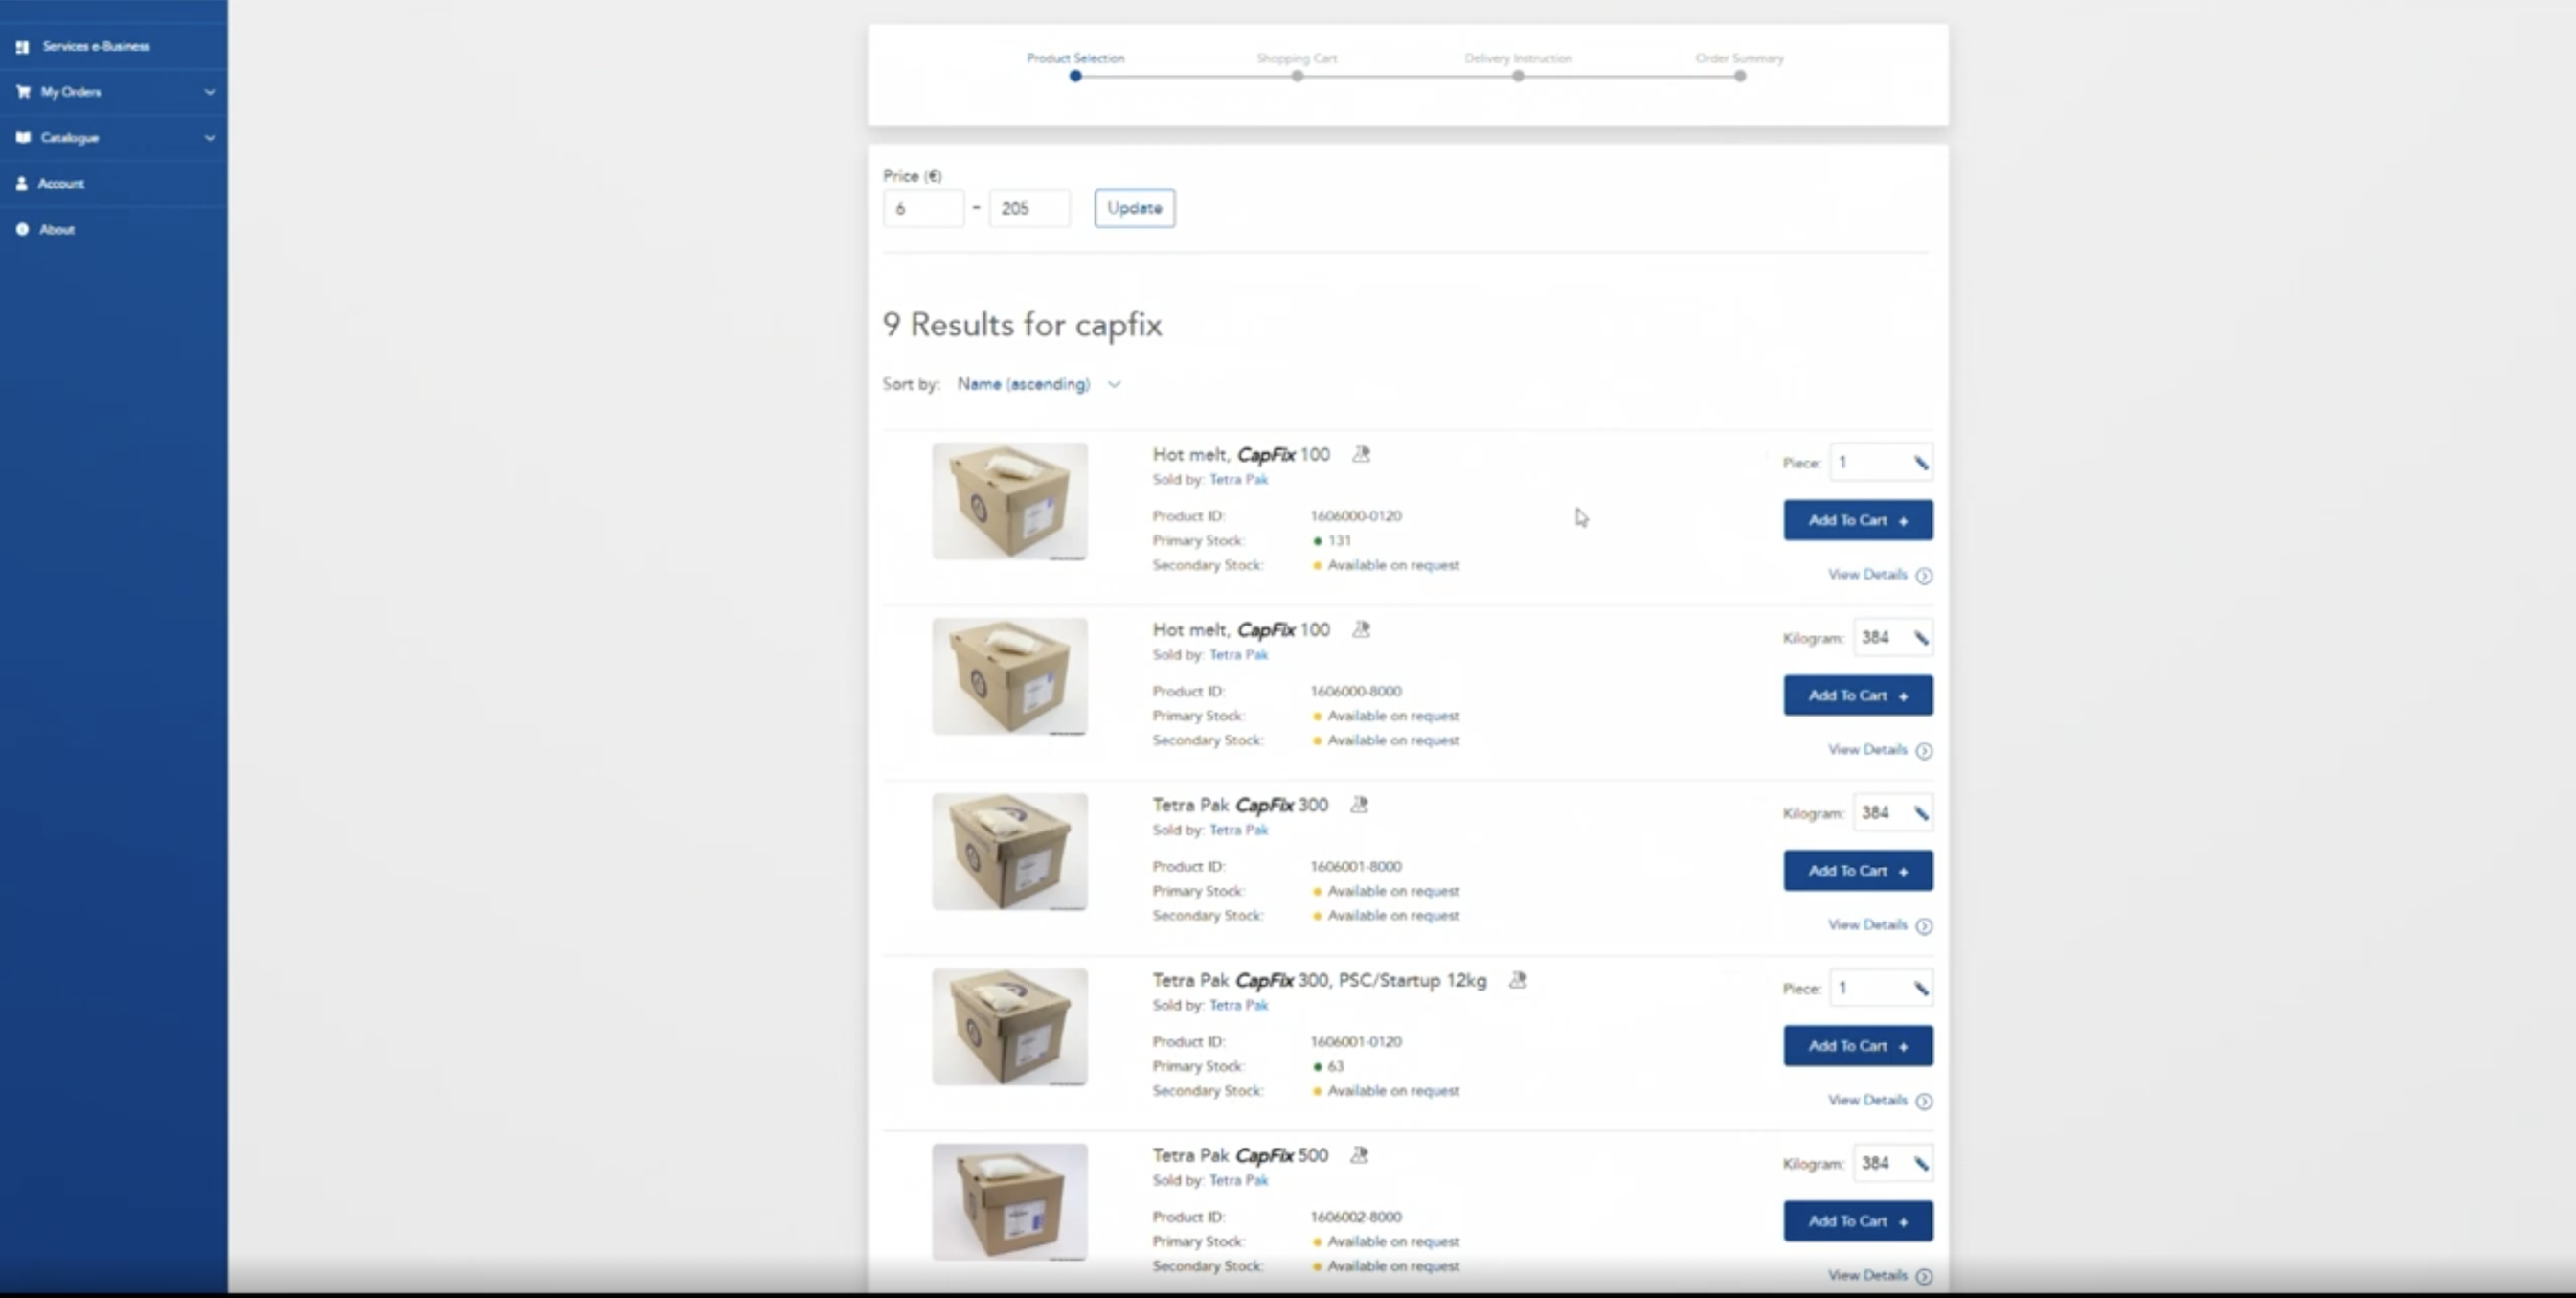 Services e-Business
My Orders
Catalogue
Account
About
Product Selection
Shopping Cart
Delivery Instruction
Order Summary
Price (€)
6 - 205 Update
9 Results for capfix
Sort by: Name (ascending)
Hot melt, CapFix 100
Sold by: Tetra Pak
Product ID: 1606000-0120
Primary Stock: 131
Secondary Stock: Available on request
Piece: 1
Add To Cart +
View Details
Hot melt, CapFix 100
Sold by: Tetra Pak
Product ID: 1606000-8000
Primary Stock: Available on request
Secondary Stock: Available on request
Kilogram: 384
Add To Cart +
View Details
Tetra Pak CapFix 300
Sold by: Tetra Pak
Product ID: 1606001-8000
Primary Stock: Available on request
Secondary Stock: Available on request
Kilogram: 384
Add To Cart +
View Details
Tetra Pak CapFix 300, PSC/Startup 12kg
Sold by: Tetra Pak
Product ID: 1606001-0120
Primary Stock: 63
Secondary Stock: Available on request
Piece: 1
Add To Cart +
View Details
Tetra Pak CapFix 500
Sold by: Tetra Pak
Product ID: 1606002-8000
Primary Stock: Available on request
Secondary Stock: Available on request
Kilogram: 384
Add To Cart +
View Details